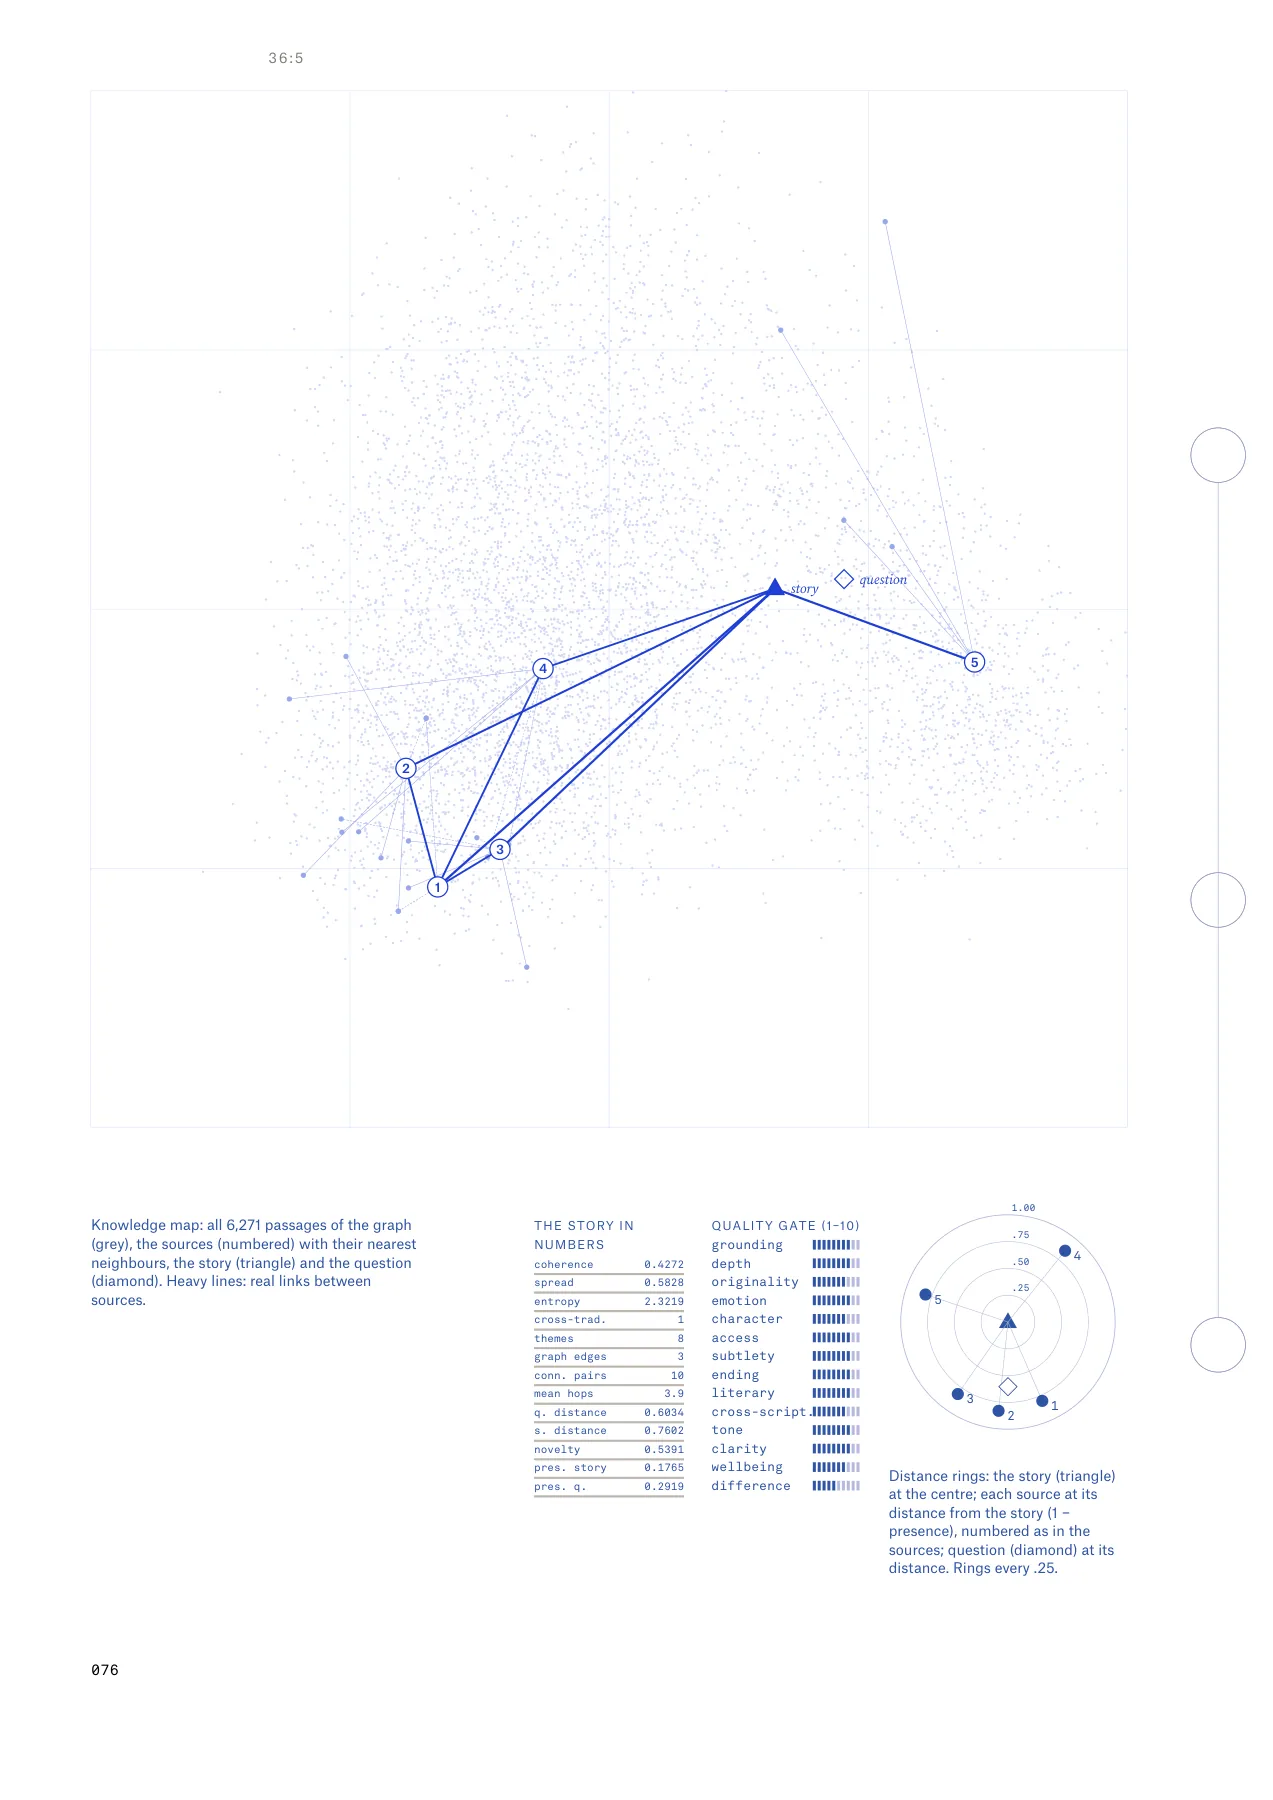 36:5
story
question
4
5
2
3
1
Knowledge map: all 6,271 passages of the graph
(grey), the sources (numbered) with their nearest
neighbours, the story (triangle) and the question
(diamond). Heavy lines: real links between
sources.
THE STORY IN
NUMBERS
coherence 0.4272
spread 0.5828
entropy 2.3219
cross-trad. 1
themes 8
graph edges 3
conn. pairs 10
mean hops 3.9
q. distance 0.6034
s. distance 0.7602
novelty 0.5391
pres. story 0.1765
pres. q. 0.2919
QUALITY GATE (1–10)
grounding
depth
originality
emotion
character
access
subtlety
ending
literary
cross-script.
tone
clarity
wellbeing
difference
1.00
.75
.50
.25
4
5
3
2
1
Distance rings: the story (triangle)
at the centre; each source at its
distance from the story (1 –
presence), numbered as in the
sources; question (diamond) at its
distance. Rings every .25.
076